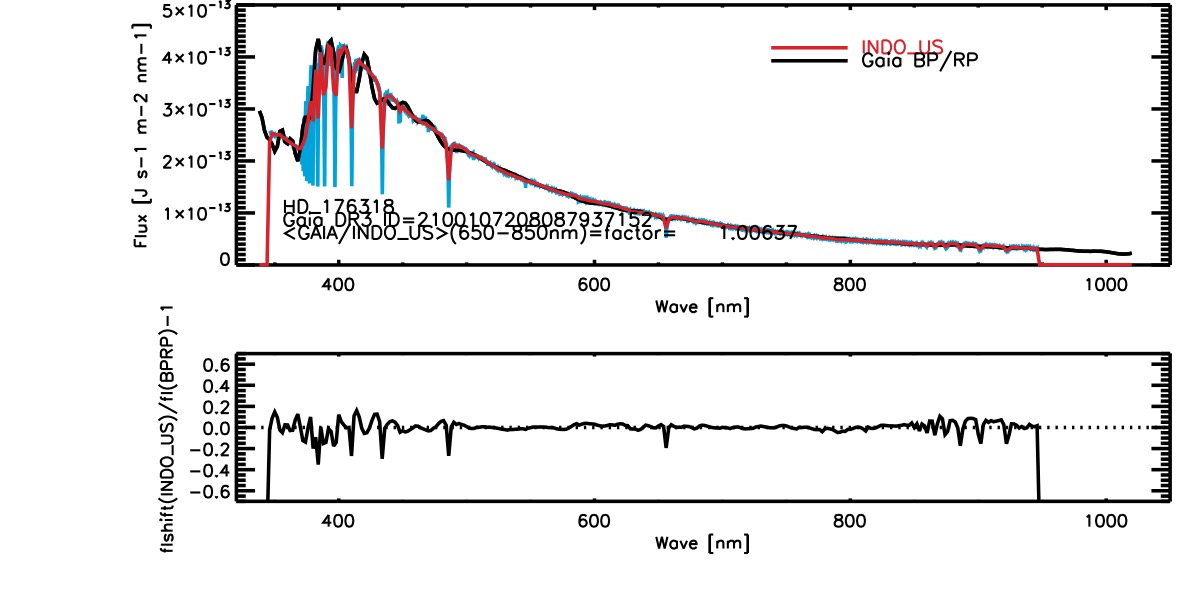 5×10−13
4×10−13
3×10−13
2×10−13
1×10−13
0
Flux [J s−1 m−2 nm−1]
INDO_US
Gaia BP/RP
HD_176318
Gaia DR3_ID=2100107208087937152
<GAIA/INDO_US>(650−850nm)=factor= 1.00637
400 600 800 1000
Wave [nm]
flshift(INDO_US)/fl(BPRP)−1
0.6
0.4
0.2
0.0
−0.2
−0.4
−0.6
400 600 800 1000
Wave [nm]